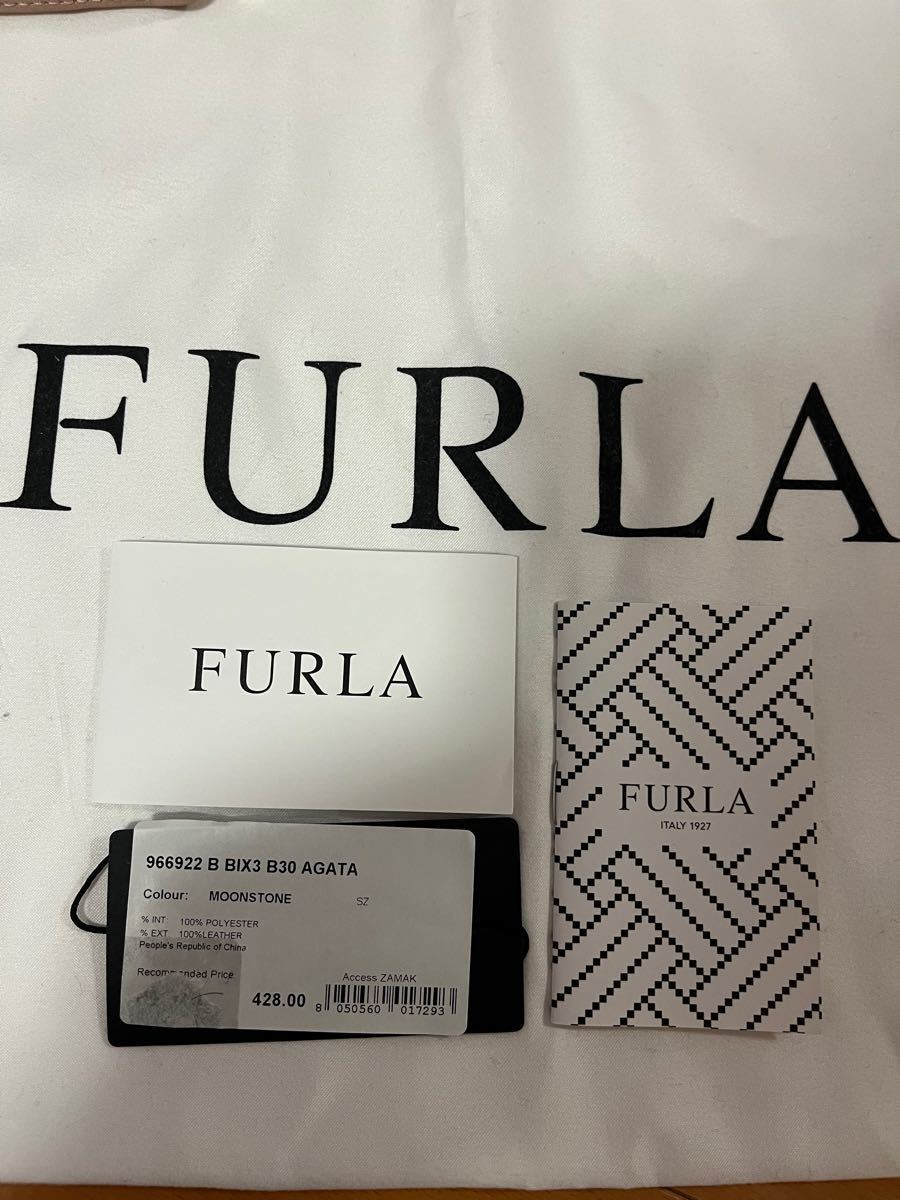 FURLA
FURLA
FURLA
ITALY 1927
966922 B BIX3 B30 AGATA
Colour: MOONSTONE SZ
% INT: 100% POLYESTER
% EXT 100%LEATHER
People's Republic of China
Price:
Access ZAMAK
428.00
8 050560 017293